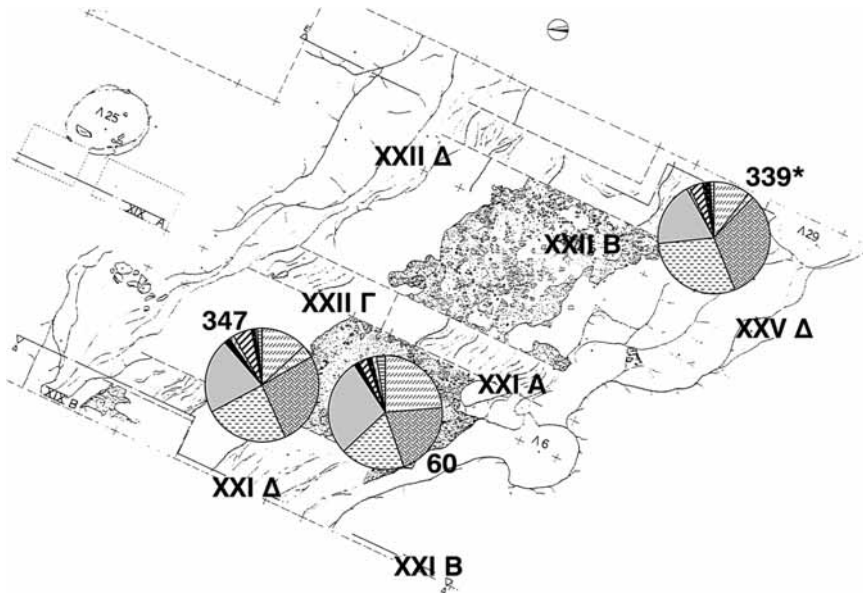 Λ25
XXII Δ
339*
XIX A
XXII B
Λ29
XXII Γ
347
XXV Δ
XIX B
XXI A
Λ6
60
XXI Δ
XXI B